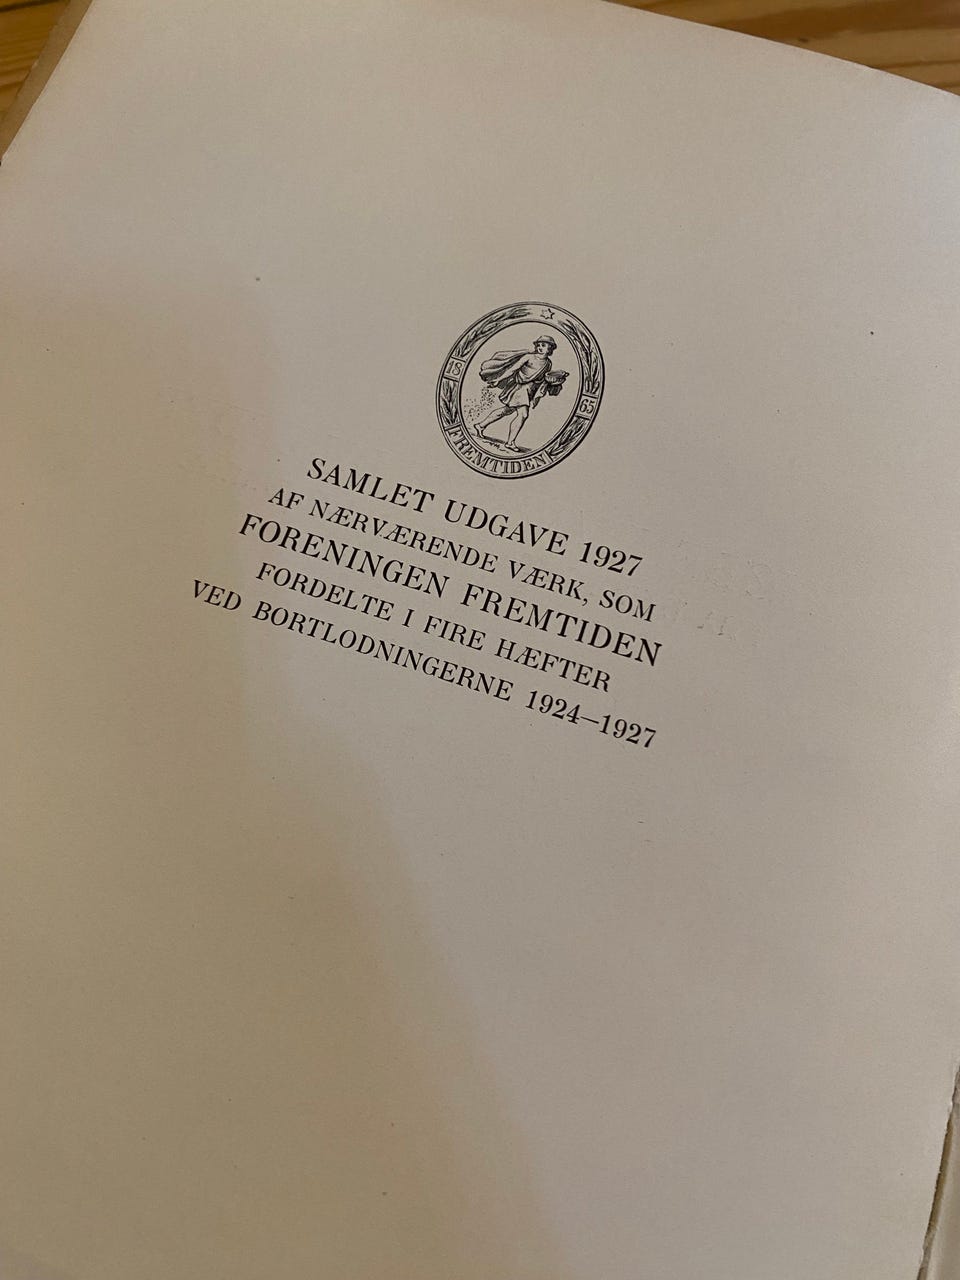 18 65
FREMTIDEN
SAMLET UDGAVE 1927
AF NÆRVÆRENDE VÆRK, SOM
FORENINGEN FREMTIDEN
FORDELTE I FIRE HÆFTER
VED BORTLODNINGERNE 1924–1927